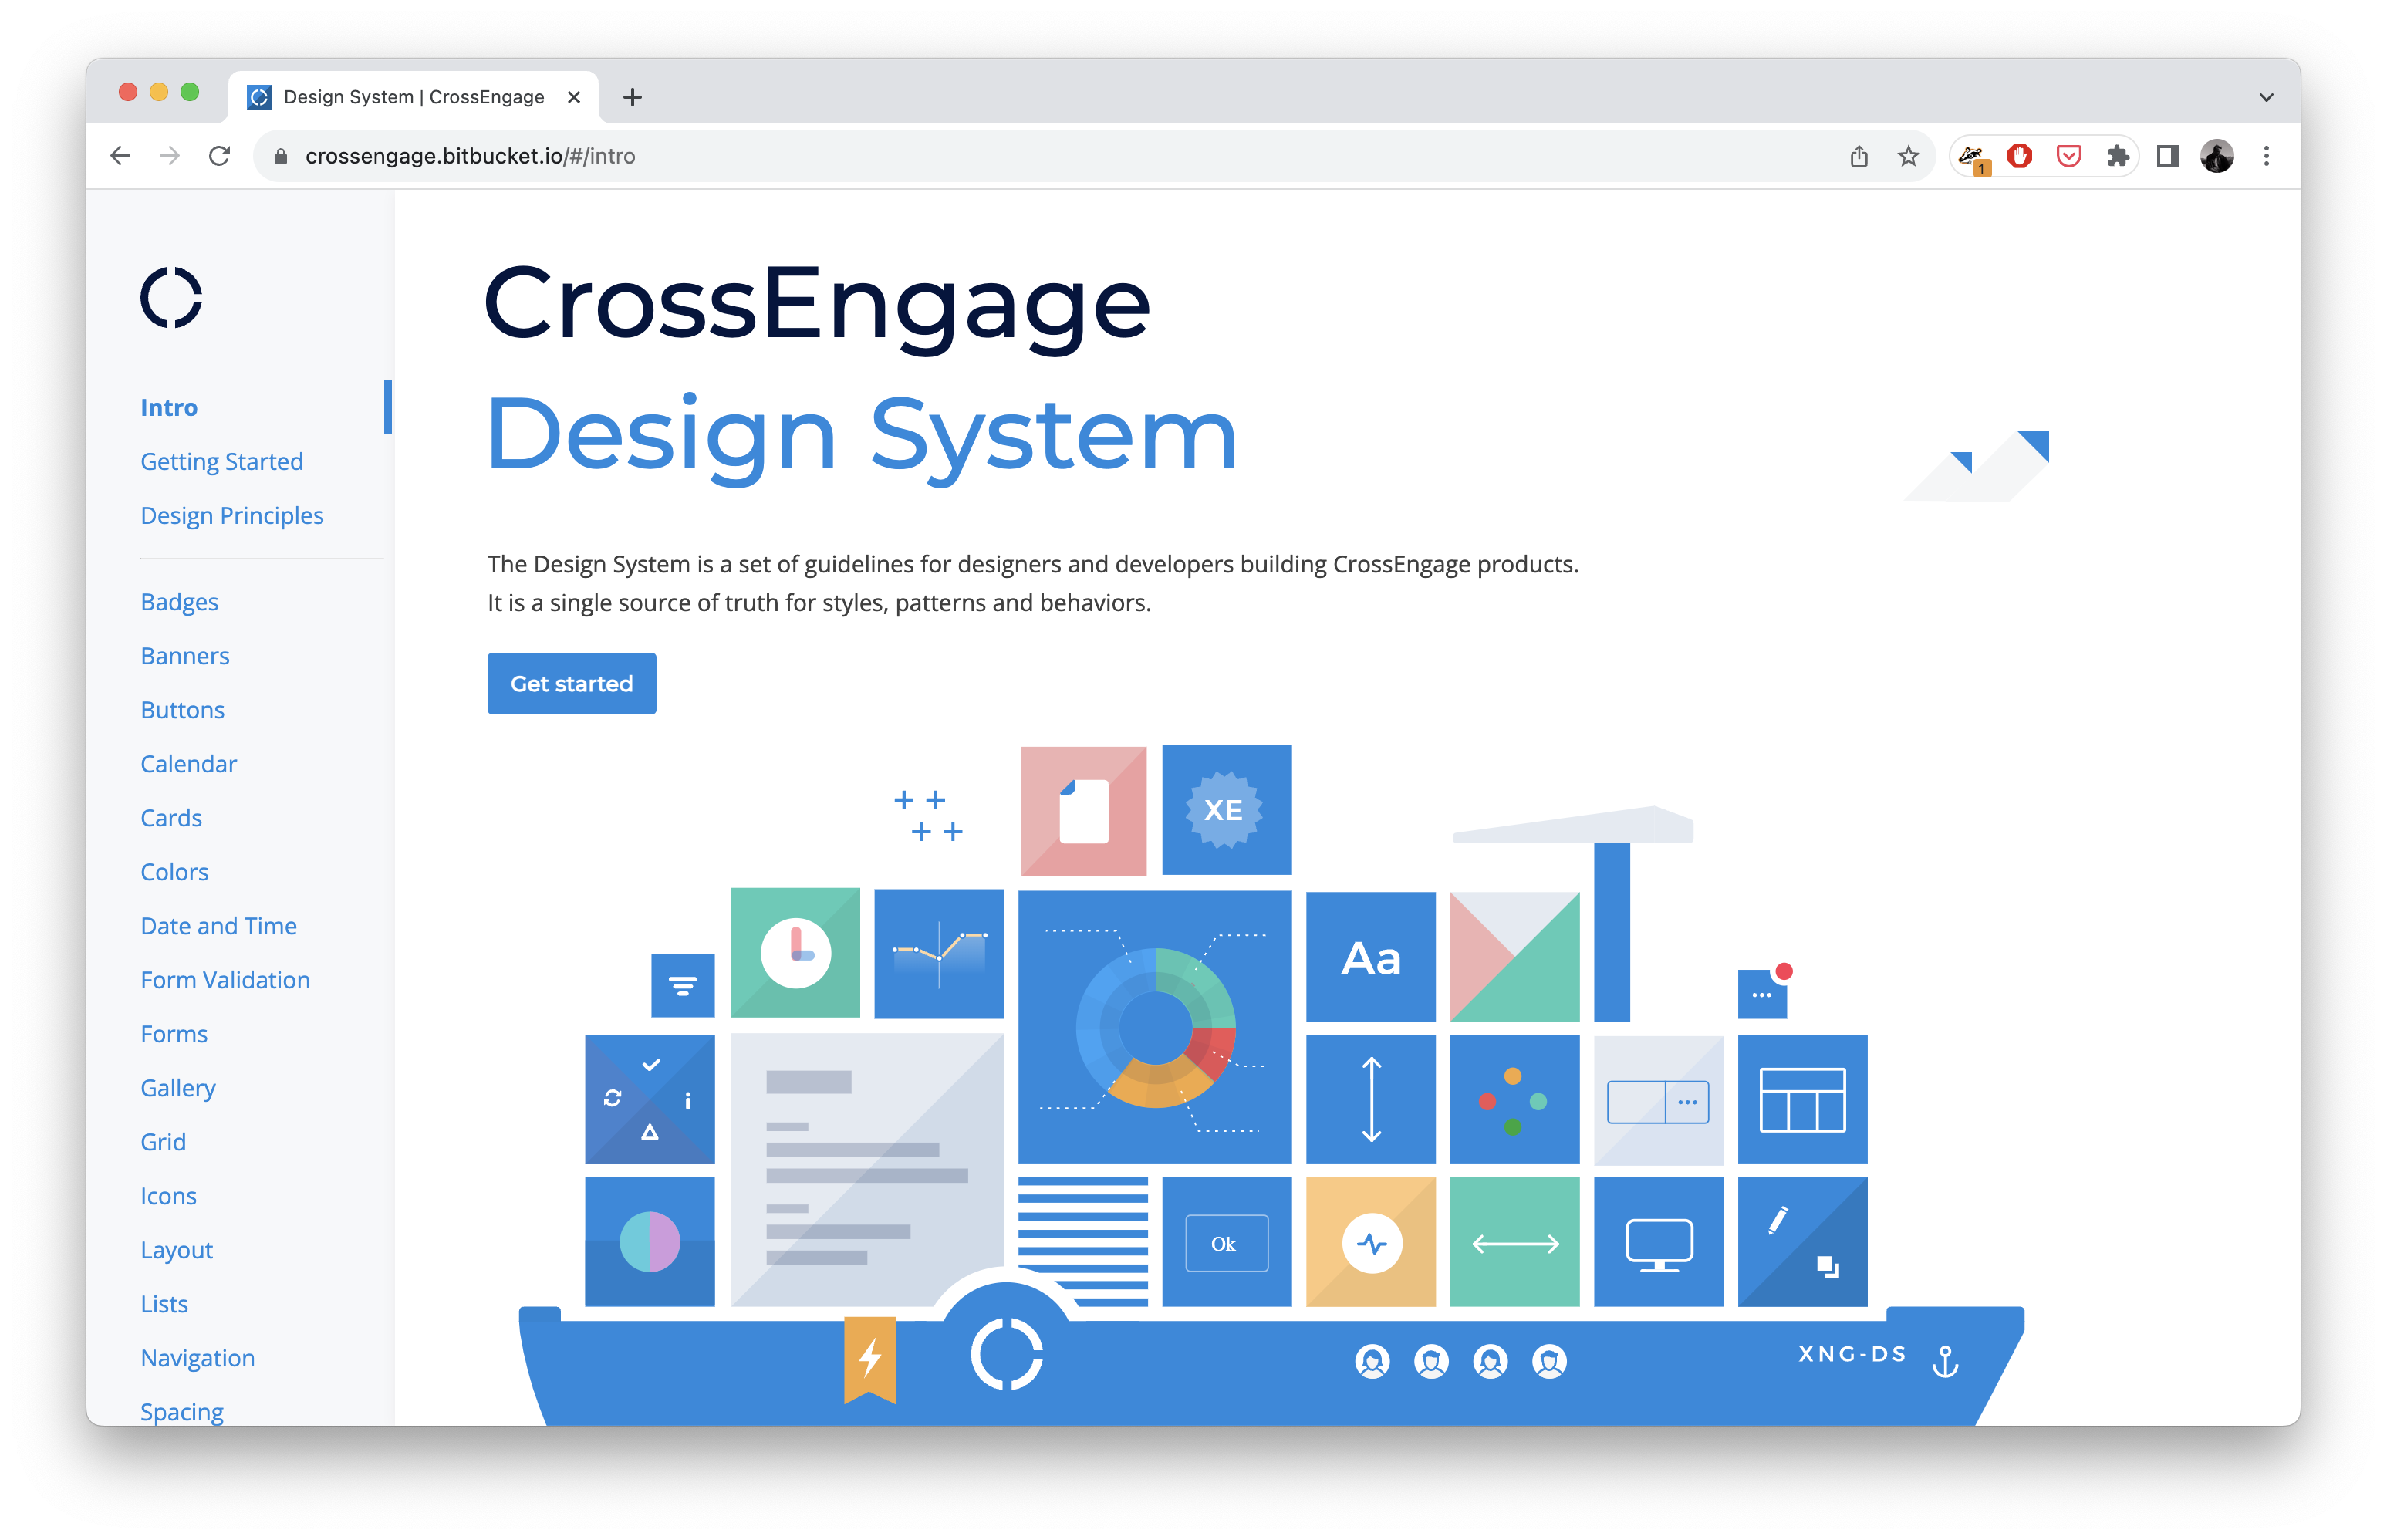 Design System | CrossEngage
crossengage.bitbucket.io/#/intro
1
Intro
Getting Started
Design Principles
Badges
Banners
Buttons
Calendar
Cards
Colors
Date and Time
Form Validation
Forms
Gallery
Grid
Icons
Layout
Lists
Navigation
Spacing
CrossEngage
Design System
The Design System is a set of guidelines for designers and developers building CrossEngage products.
It is a single source of truth for styles, patterns and behaviors.
Get started
XE
Aa
Ok
XNG-DS